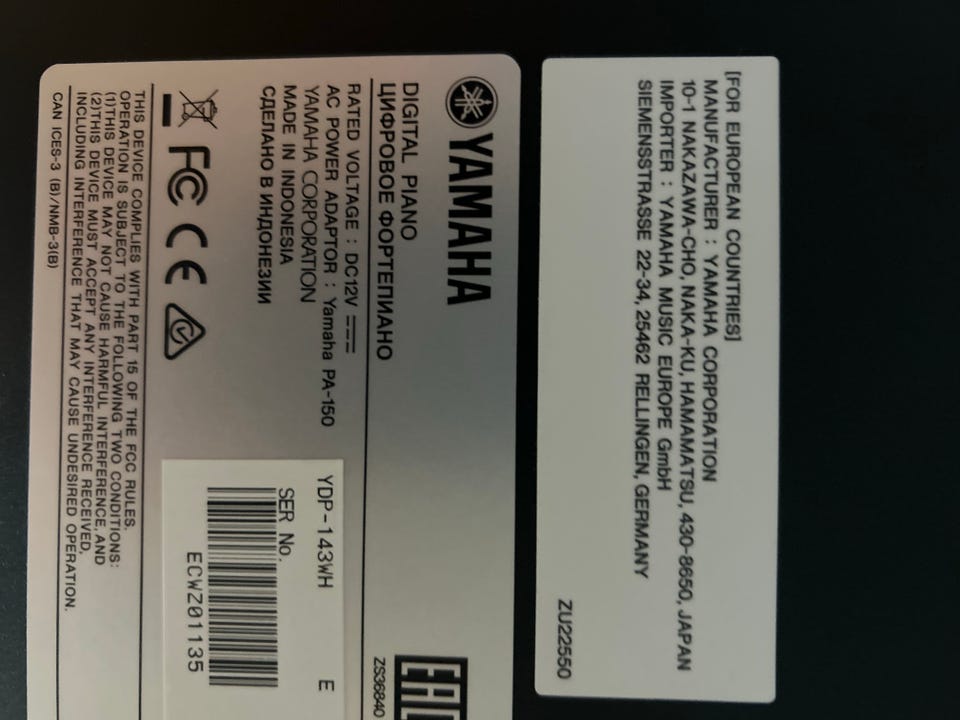 [FOR EUROPEAN COUNTRIES]
MANUFACTURER : YAMAHA CORPORATION
10-1 NAKAZAWA-CHO, NAKA-KU, HAMAMATSU, 430-8650, JAPAN
IMPORTER : YAMAHA MUSIC EUROPE GmbH
SIEMENSSTRASSE 22-34, 25462 RELLINGEN, GERMANY
ZU22550
YAMAHA
DIGITAL PIANO
ЦИФРОВОЕ ФОРТЕПИАНО
RATED VOLTAGE : DC12V
AC POWER ADAPTOR : Yamaha PA-150
YAMAHA CORPORATION
MADE IN INDONESIA
СДЕЛАНО В ИНДОНЕЗИИ
EAC
ZS36840
YDP-143WH E
SER No.
ECWZ01135
FC CE
THIS DEVICE COMPLIES WITH PART 15 OF THE FCC RULES.
OPERATION IS SUBJECT TO THE FOLLOWING TWO CONDITIONS:
(1)THIS DEVICE MAY NOT CAUSE HARMFUL INTERFERENCE, AND
(2)THIS DEVICE MUST ACCEPT ANY INTERFERENCE RECEIVED,
INCLUDING INTERFERENCE THAT MAY CAUSE UNDESIRED OPERATION.
CAN ICES-3 (B)/NMB-3(B)